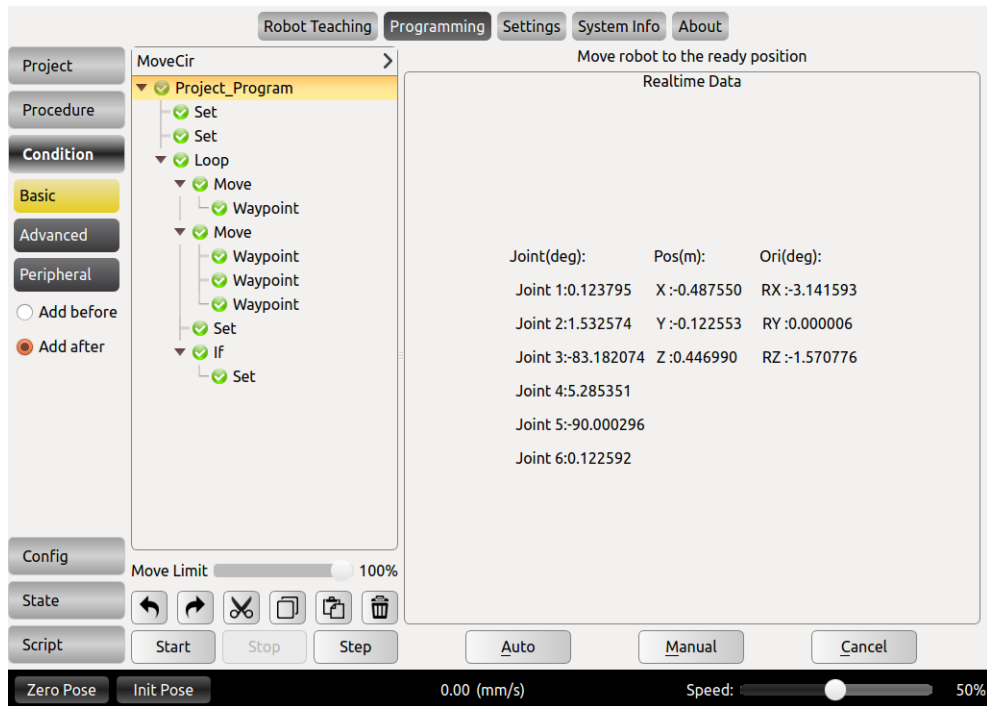 Robot Teaching Programming Settings System Info About
Project
Procedure
Condition
Basic
Advanced
Peripheral
Add before
Add after
Config
State
Script
MoveCir
Project_Program
Set
Set
Loop
Move
Waypoint
Move
Waypoint
Waypoint
Waypoint
Set
If
Set
Move Limit 100%
Start Stop Step
Move robot to the ready position
Realtime Data
Joint(deg): Pos(m): Ori(deg):
Joint 1:0.123795 X :-0.487550 RX :-3.141593
Joint 2:1.532574 Y :-0.122553 RY :0.000006
Joint 3:-83.182074 Z :0.446990 RZ :-1.570776
Joint 4:5.285351
Joint 5:-90.000296
Joint 6:0.122592
Auto Manual Cancel
Zero Pose Init Pose 0.00 (mm/s) Speed: 50%